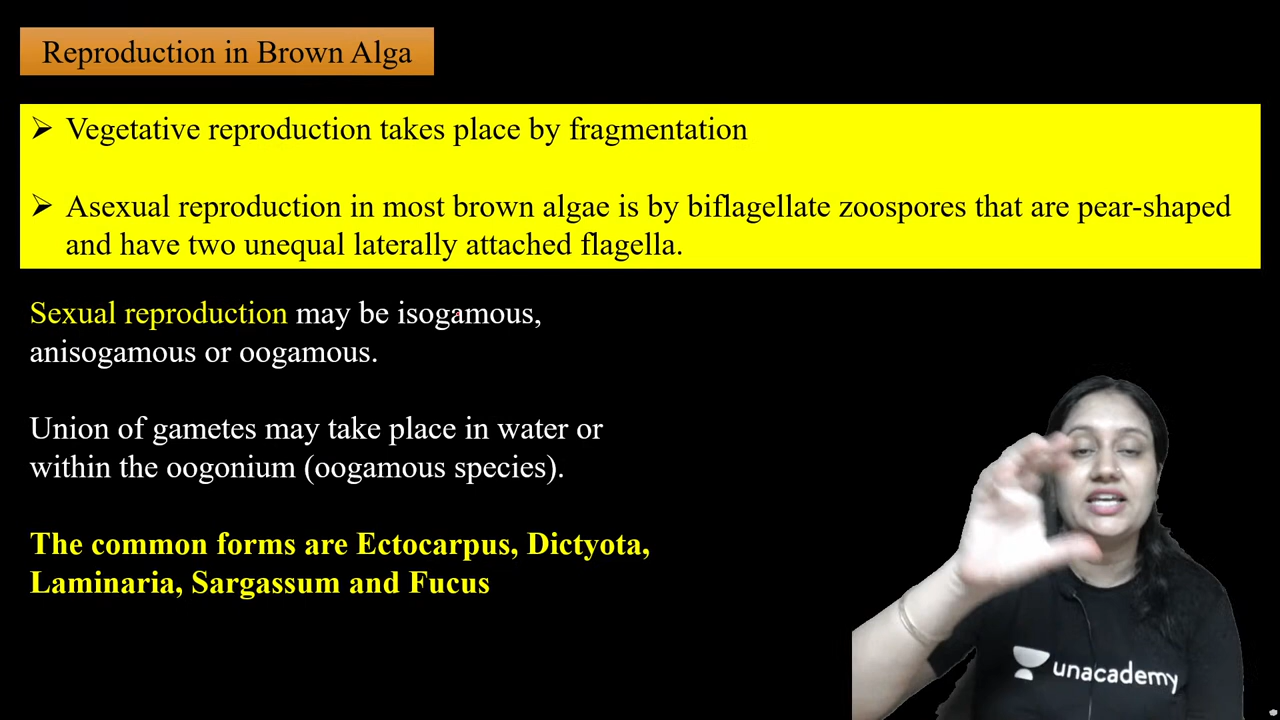 Reproduction in Brown Alga
➢ Vegetative reproduction takes place by fragmentation
➢ Asexual reproduction in most brown algae is by biflagellate zoospores that are pear-shaped
and have two unequal laterally attached flagella.
Sexual reproduction may be isogamous,
anisogamous or oogamous.
Union of gametes may take place in water or
within the oogonium (oogamous species).
The common forms are Ectocarpus, Dictyota,
Laminaria, Sargassum and Fucus
unacademy